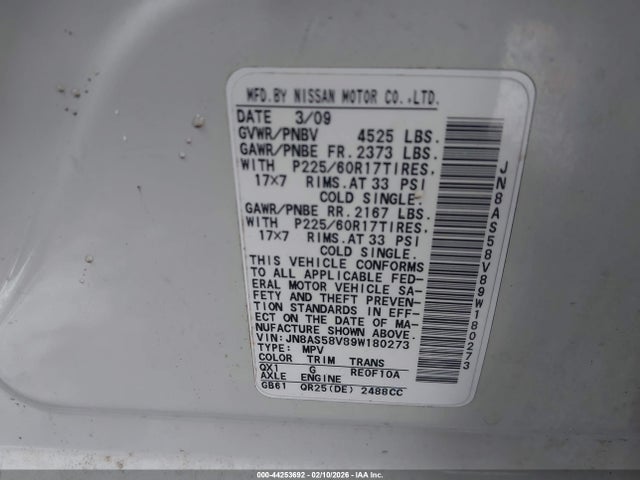 MFD.BY NISSAN MOTOR CO.,LTD.
DATE 3/09
GVWR/PNBV 4525 LBS.
GAWR/PNBE FR. 2373 LBS.
WITH P225/60R17TIRES.
17×7 RIMS.AT 33 PSI
COLD SINGLE.
GAWR/PNBE RR. 2167 LBS.
WITH P225/60R17TIRES.
17×7 RIMS.AT 33 PSI
COLD SINGLE.
THIS VEHICLE CONFORMS
TO ALL APPLICABLE FED-
ERAL MOTOR VEHICLE SA-
FETY AND THEFT PREVEN-
TION STANDARDS IN EFF-
ECT ON THE DATE OF MA-
NUFACTURE SHOWN ABOVE.
VIN: JN8AS58V89W180273
TYPE: MPV
COLOR TRIM TRANS
QX1 G RE0F10A
AXLE ENGINE
GB61 QR25(DE) 2488CC
JN8AS58V89W180273
000-44253692 - 02/10/2026 - IAA Inc.